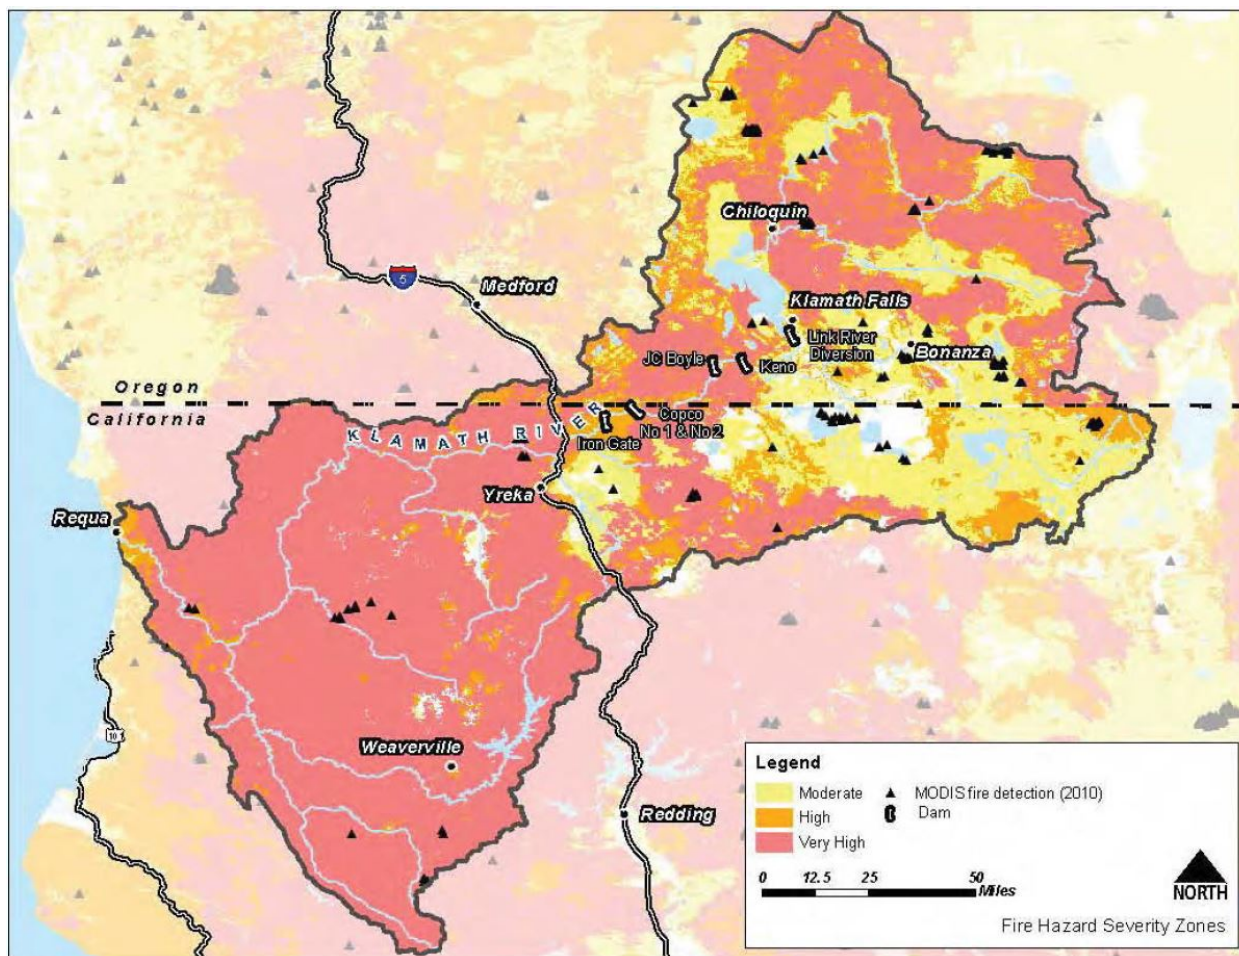 Chiloquin
5
Medford
Klamath Falls
Link River
Diversion
Bonanza
JC Boyle
Keno
Oregon
California
KLAMATH RIVER
Copco
No 1 & No 2
Iron Gate
Yreka
Requa
Weaverville
Redding
Legend
Moderate
High
Very High
MODIS fire detection (2010)
Dam
0 12.5 25 50
Miles
NORTH
Fire Hazard Severity Zones